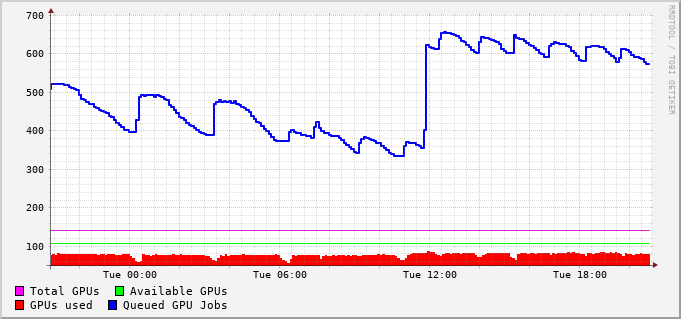 700
600
500
400
300
200
100
Tue 00:00
Tue 06:00
Tue 12:00
Tue 18:00
Total GPUs
Available GPUs
GPUs used
Queued GPU Jobs
RRDTOOL / TOBI OETIKER